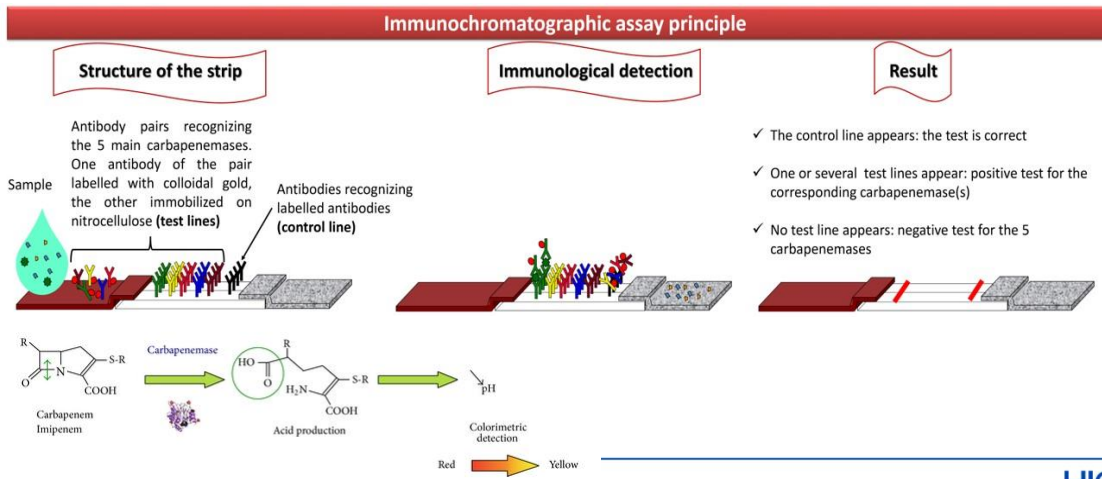 Immunochromatographic assay principle
Structure of the strip
Immunological detection
Result
Antibody pairs recognizing
the 5 main carbapenemases.
One antibody of the pair
labelled with colloidal gold,
the other immobilized on
nitrocellulose (test lines)
Sample
Antibodies recognizing
labelled antibodies
(control line)
✓ The control line appears: the test is correct
✓ One or several test lines appear: positive test for the
corresponding carbapenemase(s)
✓ No test line appears: negative test for the 5
carbapenemases
R
S-R
N
O
COOH
Carbapenem
Imipenem
Carbapenemase
R
HO
O
S-R
H₂N
COOH
Acid production
pH
Colorimetric
detection
Red
Yellow